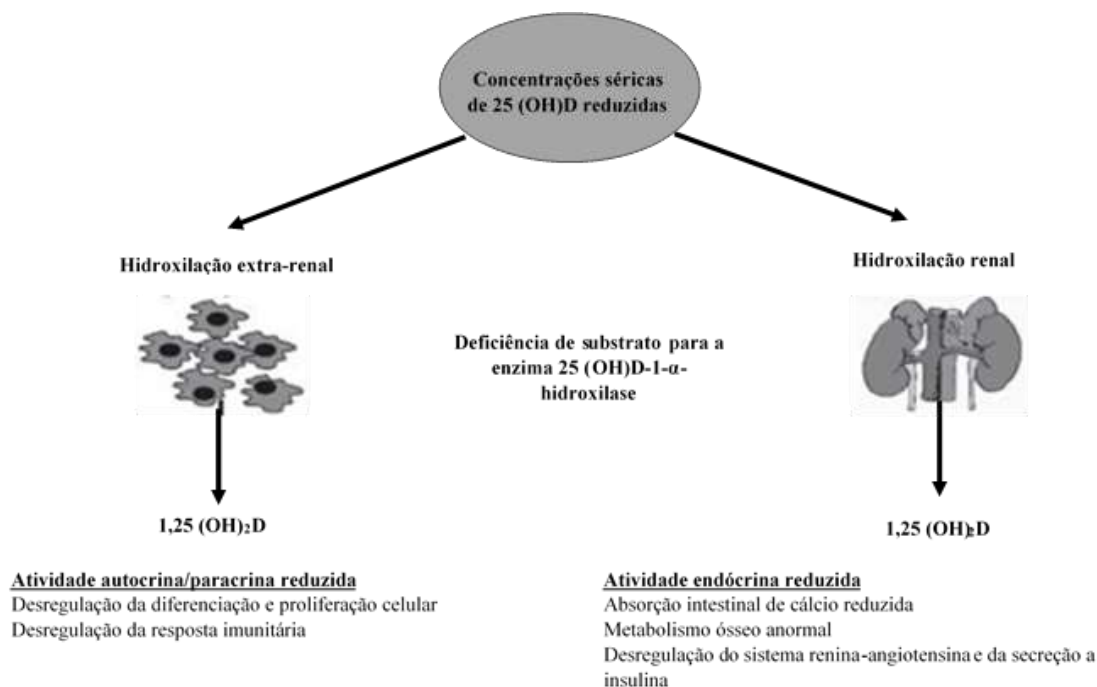 Concentrações séricas
de 25 (OH)D reduzidas
Hidroxilação extra-renal
Hidroxilação renal
Deficiência de substrato para a
enzima 25 (OH)D-1-α-
hidroxilase
1,25 (OH)₂D
1,25 (OH)₂D
Atividade autocrina/paracrina reduzida
Desregulação da diferenciação e proliferação celular
Desregulação da resposta imunitária
Atividade endócrina reduzida
Absorção intestinal de cálcio reduzida
Metabolismo ósseo anormal
Desregulação do sistema renina-angiotensina e da secreção a
insulina